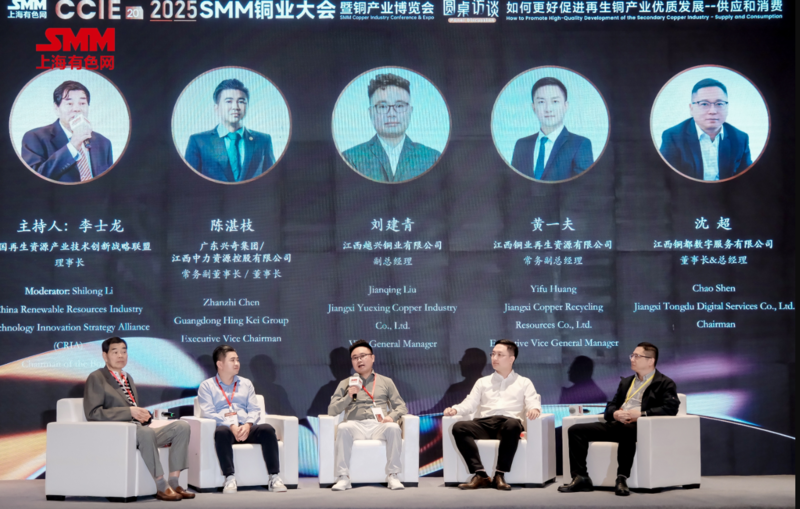 SMM
上海有色网
CCIE
20
2025SMM铜业大会
暨铜产业博览会
SMM Copper Industry Conference & Expo
圆桌访谈
如何更好促进再生铜产业优质发展--供应和消费
How to Promote High-Quality Development of the Secondary Copper Industry - Supply and Consumption
SMM
上海有色网
主持人：李士龙
国再生资源产业技术创新战略联盟
理事长
Moderator: Shilong Li
China Renewable Resources Industry
Technology Innovation Strategy Alliance
(CRIA)
陈湛枝
广东兴奇集团/
江西中力资源控股有限公司
常务副董事长 / 董事长
Zhanzhi Chen
Guangdong Hing Kei Group
Executive Vice Chairman
刘建青
江西越兴铜业有限公司
副总经理
Jianqing Liu
Jiangxi Yuexing Copper Industry
Co., Ltd.
General Manager
黄一夫
江西铜业再生资源有限公司
常务副总经理
Yifu Huang
Jiangxi Copper Recycling
Resources Co., Ltd.
Executive Vice General Manager
沈 超
江西铜都数字服务有限公司
董事长&总经理
Chao Shen
Jiangxi Tongdu Digital Services Co., Ltd.
Chairman
SMM
上海有色网